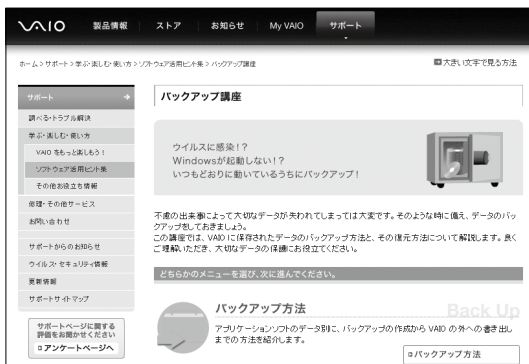 VAIO 製品情報 ストア お知らせ My VAIO サポート
ホーム > サポート > 学ぶ・楽しむ・使い方 > ソフトウェア活用ヒント集 > バックアップ講座
大きい文字で見る方法
サポート
調べる・トラブル解決
学ぶ・楽しむ・使い方
VAIO をもっと楽しもう！
ソフトウェア活用ヒント集
その他お役立ち情報
修理・その他サービス
お問い合わせ
サポートからのお知らせ
ウイルス・セキュリティ情報
更新情報
サポートサイトマップ
サポートページに関する
評価をお聞かせください
アンケートページへ
バックアップ講座
ウイルスに感染！？
Windowsが起動しない！？
いつもどおりに動いているうちにバックアップ！
不慮の出来事によって大切なデータが失われてしまっては大変です。そのような時に備え、データのバッ
クアップをしておきましょう。
この講座では、VAIO に保存されたデータのバックアップ方法と、その復元方法について解説します。良く
ご理解いただき、大切なデータの保護にお役立てください。
どちらかのメニューを選び、次に進んでください。
バックアップ方法
Back Up
アプリケーションソフトのデータ別に、バックアップの作成から VAIO の外への書き出し
までの方法を紹介します。
バックアップ方法